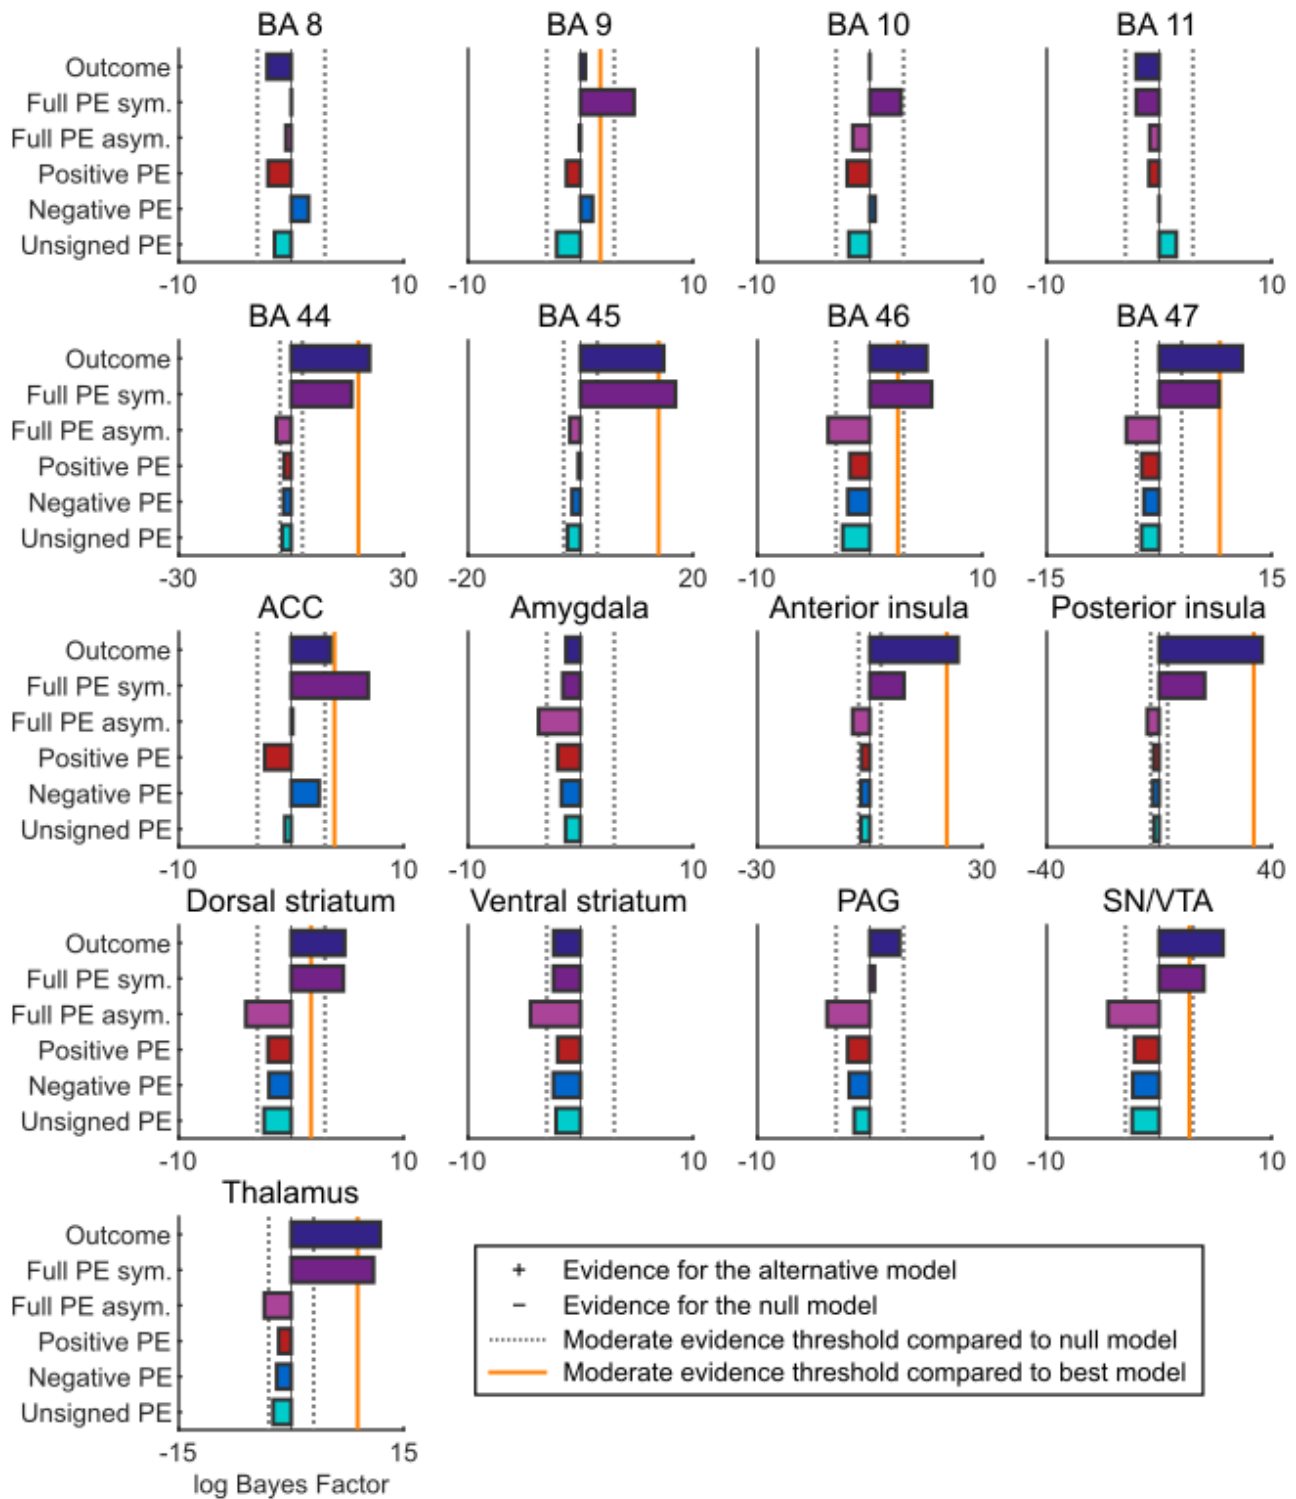 BA 8 BA 9 BA 10 BA 11
Outcome
Full PE sym.
Full PE asym.
Positive PE
Negative PE
Unsigned PE
-10 10 -10 10 -10 10 -10 10
BA 44 BA 45 BA 46 BA 47
Outcome
Full PE sym.
Full PE asym.
Positive PE
Negative PE
Unsigned PE
-30 30 -20 20 -10 10 -15 15
ACC Amygdala Anterior insula Posterior insula
Outcome
Full PE sym.
Full PE asym.
Positive PE
Negative PE
Unsigned PE
-10 10 -10 10 -30 30 -40 40
Dorsal striatum Ventral striatum PAG SN/VTA
Outcome
Full PE sym.
Full PE asym.
Positive PE
Negative PE
Unsigned PE
-10 10 -10 10 -10 10 -10 10
Thalamus
Outcome
Full PE sym.
Full PE asym.
Positive PE
Negative PE
Unsigned PE
-15 15
log Bayes Factor
+ Evidence for the alternative model
− Evidence for the null model
Moderate evidence threshold compared to null model
Moderate evidence threshold compared to best model